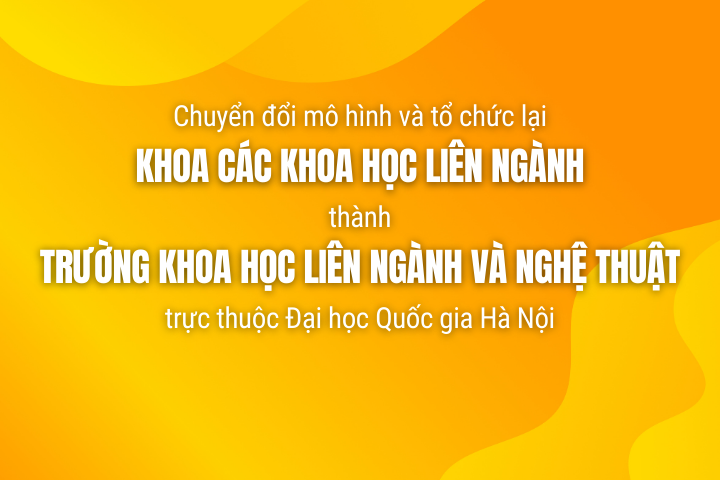 Chuyển đổi mô hình và tổ chức lại
KHOA CÁC KHOA HỌC LIÊN NGÀNH
thành
TRƯỜNG KHOA HỌC LIÊN NGÀNH VÀ NGHỆ THUẬT
trực thuộc Đại học Quốc gia Hà Nội